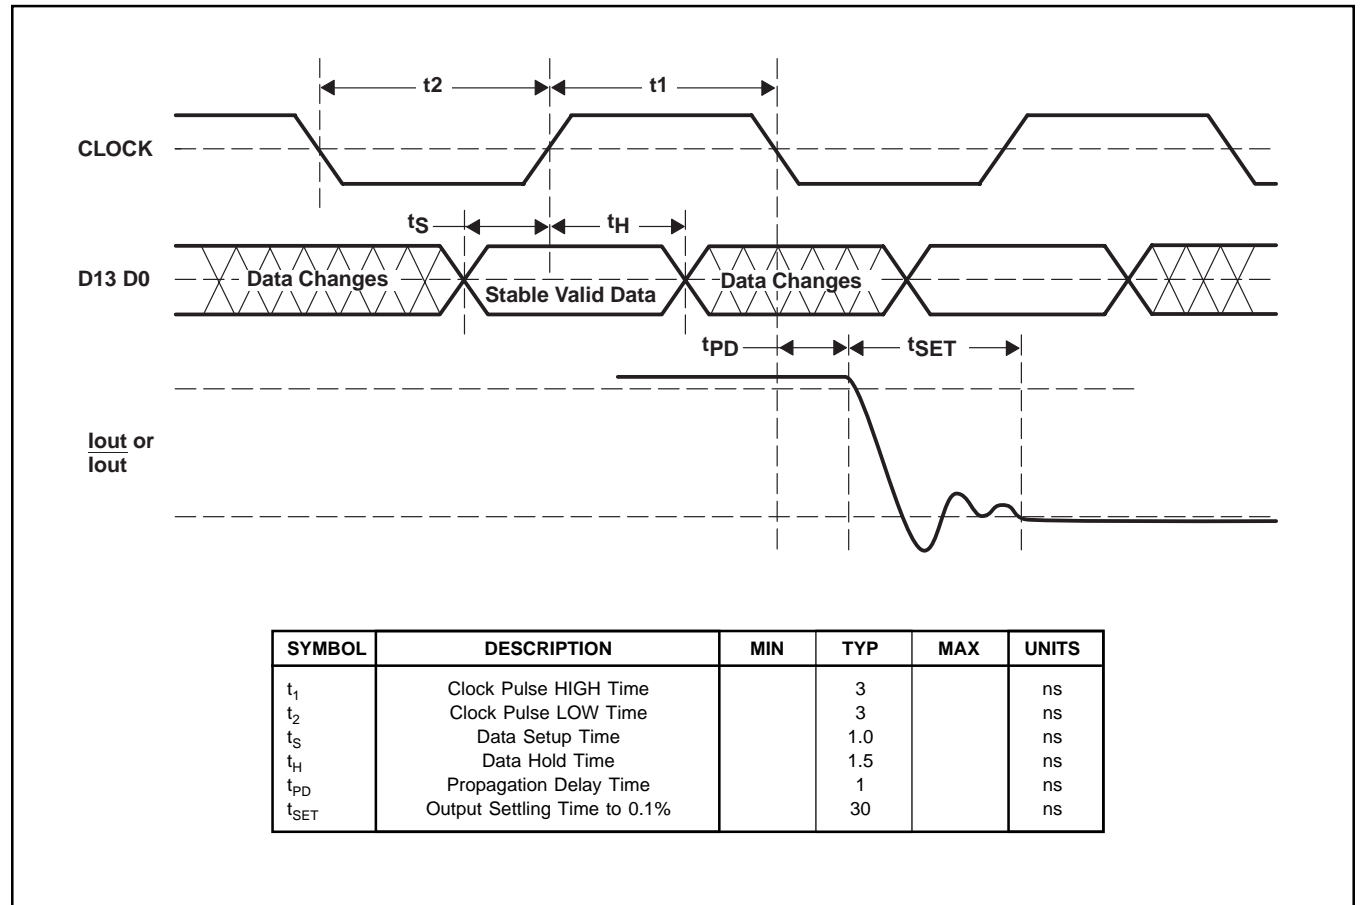 t2
t1
CLOCK
tS
tH
D13 D0
Data Changes
Stable Valid Data
Data Changes
tPD
tSET
Iout or
Iout
SYMBOL DESCRIPTION MIN TYP MAX UNITS
t1 Clock Pulse HIGH Time 3 ns
t2 Clock Pulse LOW Time 3 ns
tS Data Setup Time 1.0 ns
tH Data Hold Time 1.5 ns
tPD Propagation Delay Time 1 ns
tSET Output Settling Time to 0.1% 30 ns